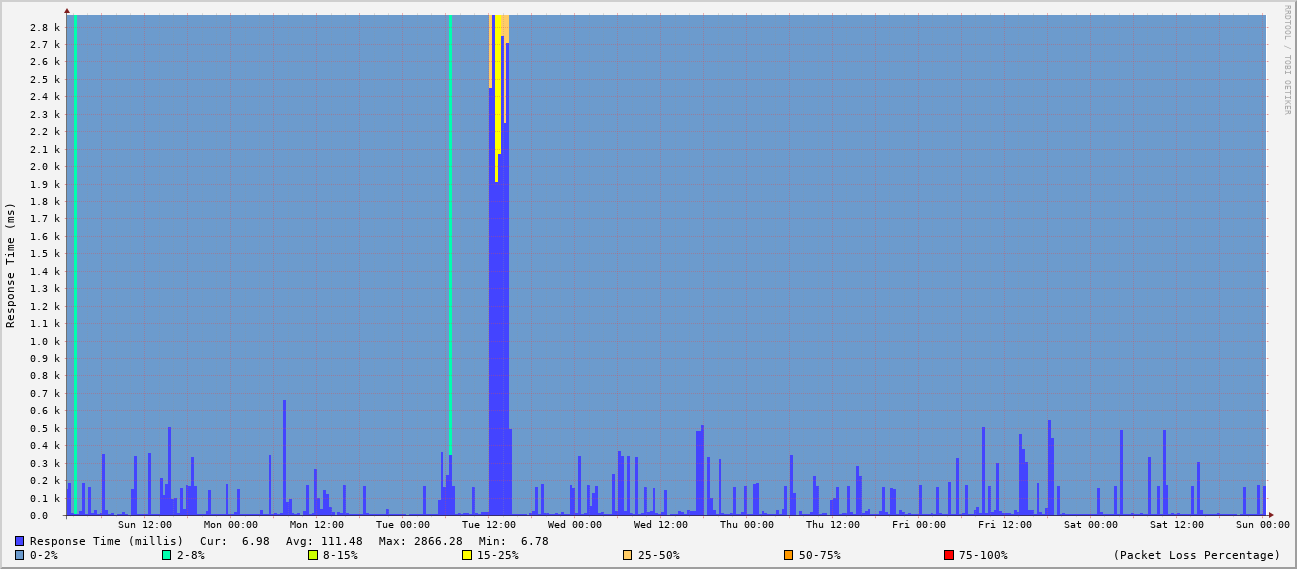 RRDTOOL / TOBI OETIKER
Response Time (ms)
2.8 k
2.7 k
2.6 k
2.5 k
2.4 k
2.3 k
2.2 k
2.1 k
2.0 k
1.9 k
1.8 k
1.7 k
1.6 k
1.5 k
1.4 k
1.3 k
1.2 k
1.1 k
1.0 k
0.9 k
0.8 k
0.7 k
0.6 k
0.5 k
0.4 k
0.3 k
0.2 k
0.1 k
0.0
Sun 12:00 Mon 00:00 Mon 12:00 Tue 00:00 Tue 12:00 Wed 00:00 Wed 12:00 Thu 00:00 Thu 12:00 Fri 00:00 Fri 12:00 Sat 00:00 Sat 12:00 Sun 00:00
Response Time (millis) Cur: 6.98 Avg: 111.48 Max: 2866.28 Min: 6.78
0-2% 2-8% 8-15% 15-25% 25-50% 50-75% 75-100% (Packet Loss Percentage)